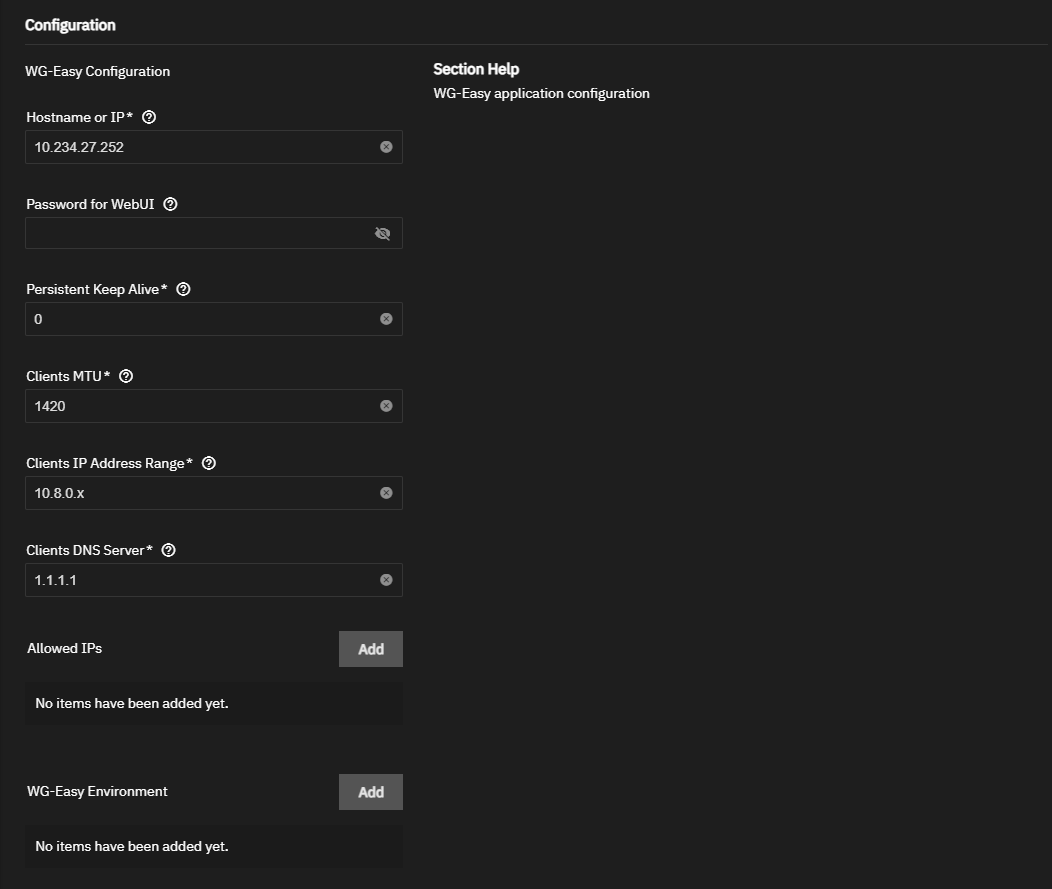 Configuration
WG-Easy Configuration
Section Help
WG-Easy application configuration
Hostname or IP*
10.234.27.252
Password for WebUI
Persistent Keep Alive*
0
Clients MTU*
1420
Clients IP Address Range*
10.8.0.x
Clients DNS Server*
1.1.1.1
Allowed IPs
Add
No items have been added yet.
WG-Easy Environment
Add
No items have been added yet.